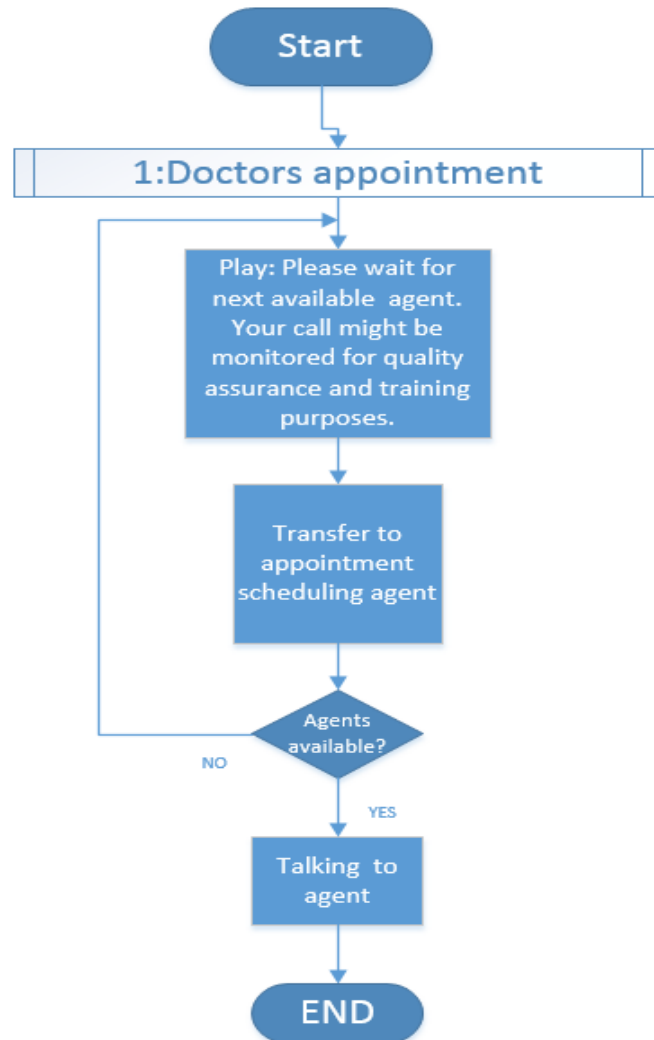 Start
1:Doctors appointment
Play: Please wait for
next available agent.
Your call might be
monitored for quality
assurance and training
purposes.
Transfer to
appointment
scheduling agent
Agents
available?
NO
YES
Talking to
agent
END